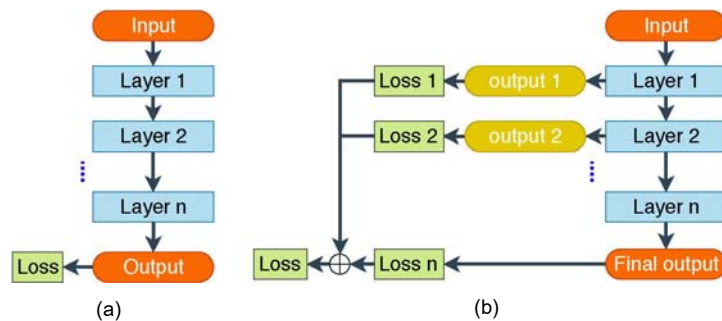 Input
Layer 1
Layer 2
Layer n
Loss
Output
(a)
Input
Loss 1
output 1
Layer 1
Loss 2
output 2
Layer 2
Layer n
Loss
Loss n
Final output
(b)